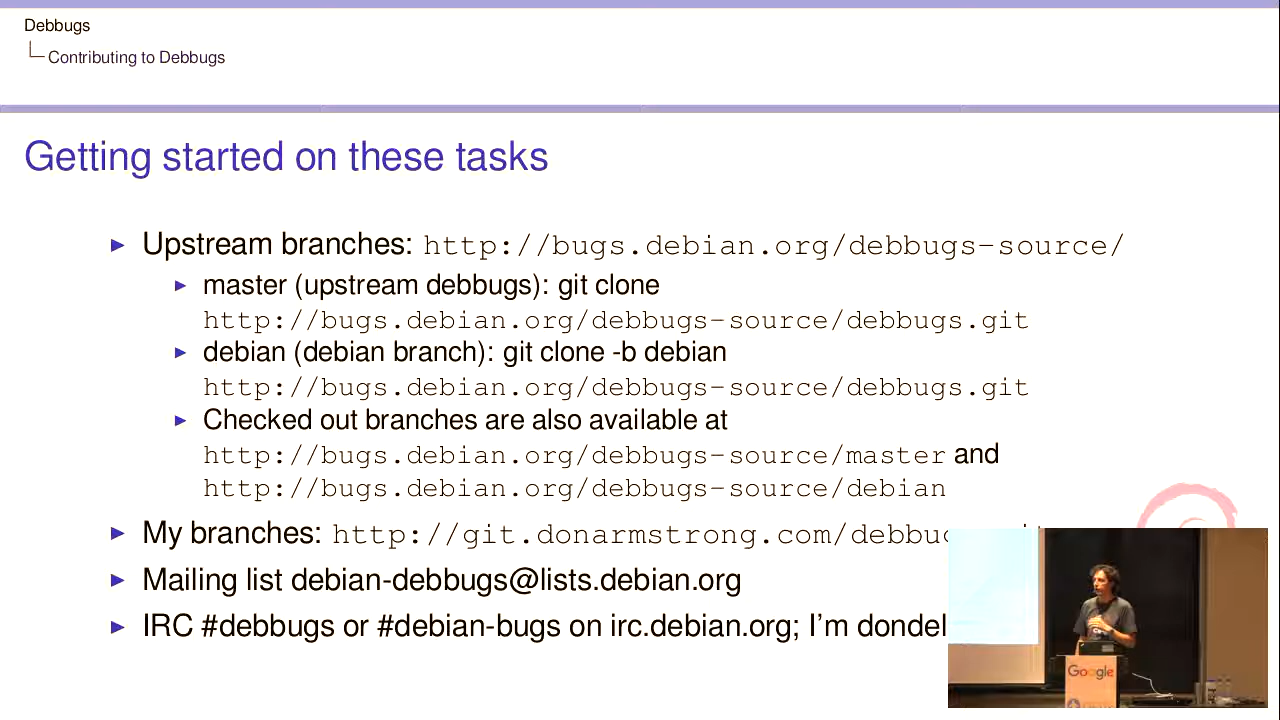 Debbugs
Contributing to Debbugs
Getting started on these tasks
Upstream branches: http://bugs.debian.org/debbugs-source/
master (upstream debbugs): git clone
http://bugs.debian.org/debbugs-source/debbugs.git
debian (debian branch): git clone -b debian
http://bugs.debian.org/debbugs-source/debbugs.git
Checked out branches are also available at
http://bugs.debian.org/debbugs-source/master and
http://bugs.debian.org/debbugs-source/debian
My branches: http://git.donarmstrong.com/debbu
Mailing list debian-debbugs@lists.debian.org
IRC #debbugs or #debian-bugs on irc.debian.org; I'm dondel
Google